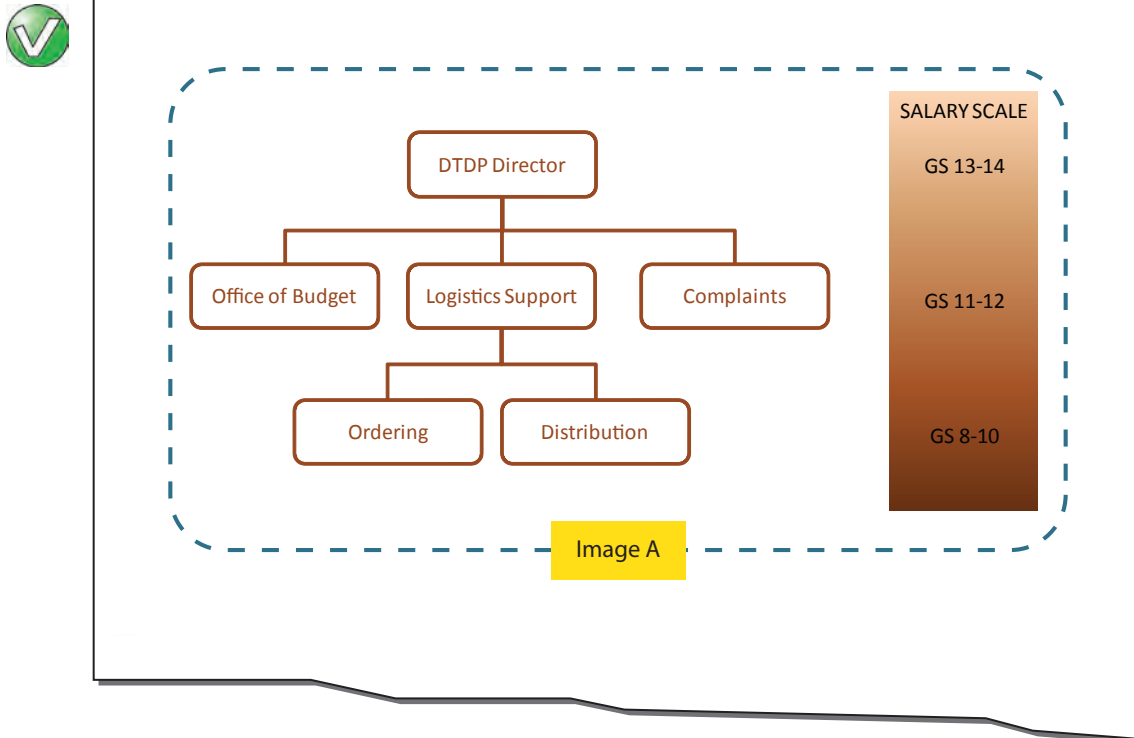 DTDP Director
Office of Budget
Logistics Support
Complaints
Ordering
Distribution
SALARY SCALE
GS 13-14
GS 11-12
GS 8-10
Image A